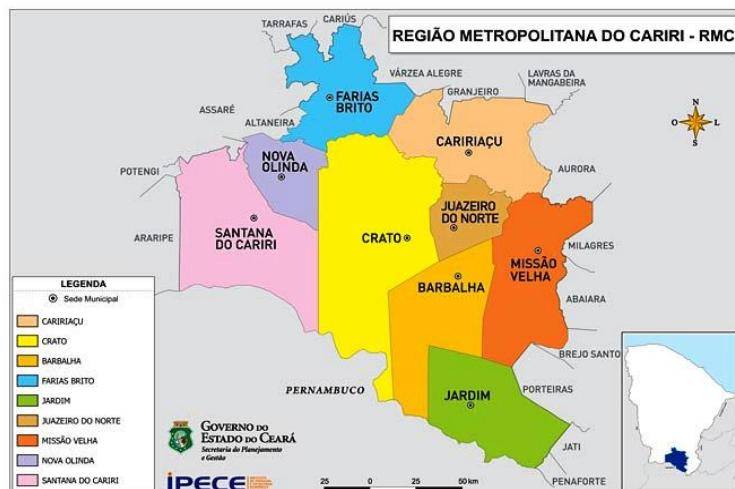 REGIÃO METROPOLITANA DO CARIRI - RMC
TARRAFAS
CARIÚS
VÁRZEA ALEGRE
GRANJEIRO
LAVRAS DA
MANGABEIRA
FARIAS
BRITO
ASSARÉ
ALTANEIRA
N
O
L
S
CARIRIAÇU
NOVA
OLINDA
POTENGI
AURORA
JUAZEIRO
DO NORTE
SANTANA
DO CARIRI
ARARIPE
CRATO
MISSÃO
VELHA
MILAGRES
BARBALHA
ABAIARA
LEGENDA
Sede Municipal
CARIRIAÇU
CRATO
BARBALHA
FARIAS BRITO
JARDIM
JUAZEIRO DO NORTE
MISSÃO VELHA
NOVA OLINDA
SANTANA DO CARIRI
BREJO SANTO
PERNAMBUCO
JARDIM
PORTEIRAS
JATI
PENAFORTE
GOVERNO DO
ESTADO DO CEARÁ
Secretaria do Planejamento
e Gestão
IPECE
25 0 25 50 km